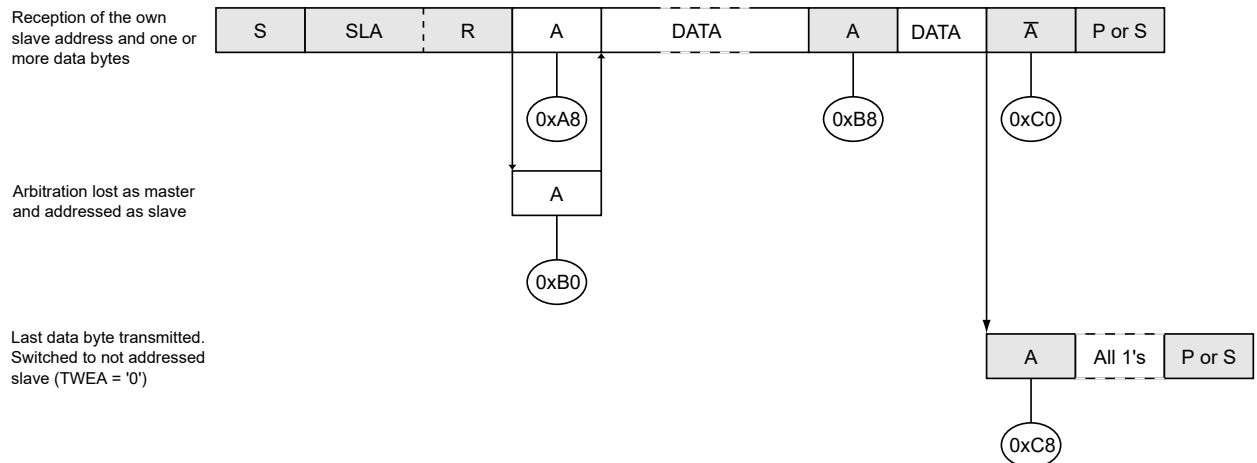 Reception of the own
slave address and one or
more data bytes
S SLA R A DATA A DATA A̅ P or S
0xA8 0xB8 0xC0
Arbitration lost as master
and addressed as slave
A
0xB0
Last data byte transmitted.
Switched to not addressed
slave (TWEA = '0')
A All 1's P or S
0xC8